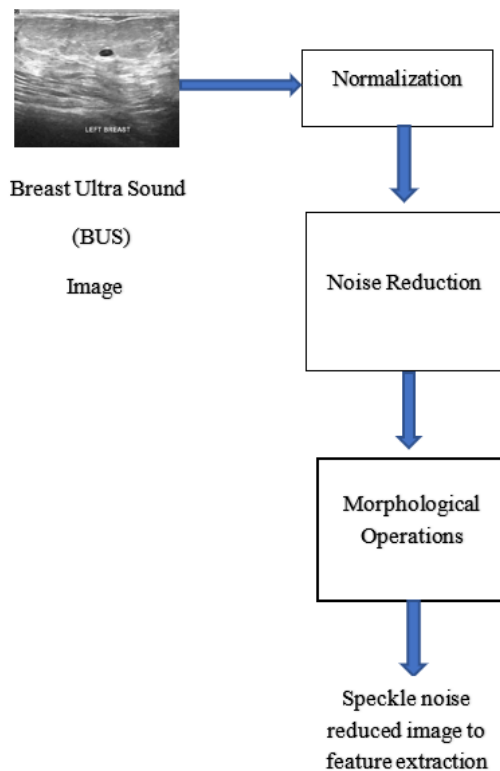 LEFT BREAST
Breast Ultra Sound
(BUS)
Image
Normalization
Noise Reduction
Morphological
Operations
Speckle noise
reduced image to
feature extraction